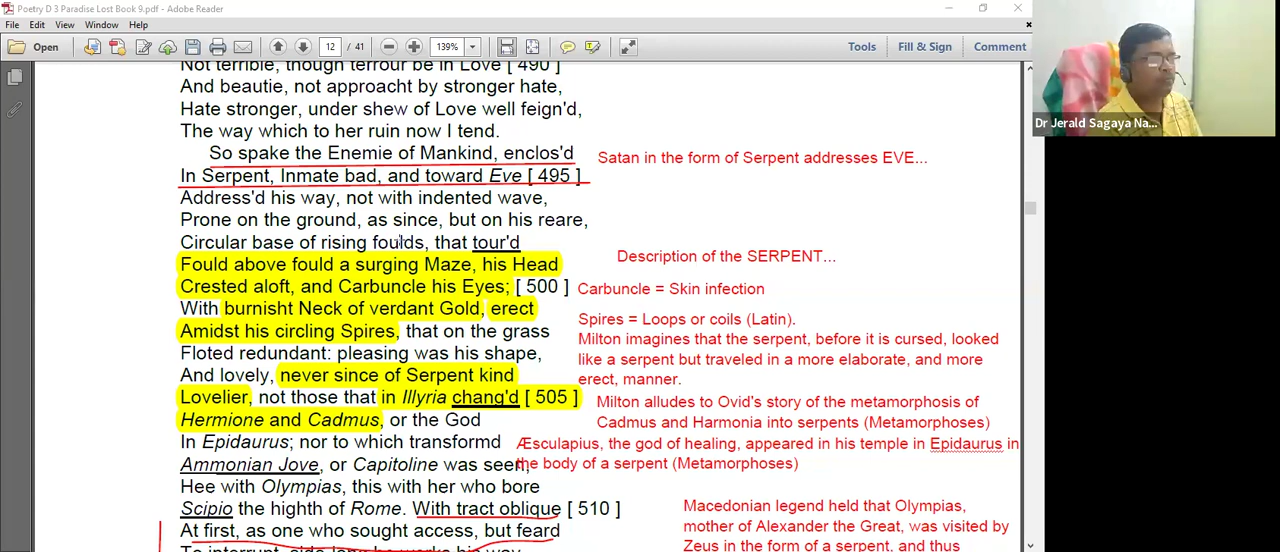 Poetry D 3 Paradise Lost Book 9.pdf - Adobe Reader
File Edit View Window Help
Open 12 / 41 139% Tools Fill & Sign Comment
Not terrible, though terrour be in Love [ 490 ]
And beautie, not approacht by stronger hate,
Hate stronger, under shew of Love well feign'd,
The way which to her ruin now I tend.
So spake the Enemie of Mankind, enclos'd
Satan in the form of Serpent addresses EVE...
In Serpent, Inmate bad, and toward Eve [ 495 ]
Address'd his way, not with indented wave,
Prone on the ground, as since, but on his reare,
Circular base of rising foulds, that tour'd
Description of the SERPENT...
Fould above fould a surging Maze, his Head
Crested aloft, and Carbuncle his Eyes; [ 500 ]
Carbuncle = Skin infection
With burnisht Neck of verdant Gold, erect
Spires = Loops or coils (Latin).
Amidst his circling Spires, that on the grass
Milton imagines that the serpent, before it is cursed, looked
Floted redundant: pleasing was his shape,
like a serpent but traveled in a more elaborate, and more
And lovely, never since of Serpent kind
erect, manner.
Lovelier, not those that in Illyria chang'd [ 505 ]
Milton alludes to Ovid's story of the metamorphosis of
Hermione and Cadmus, or the God
Cadmus and Harmonia into serpents (Metamorphoses)
In Epidaurus; nor to which transformd
Æsculapius, the god of healing, appeared in his temple in Epidaurus in
Ammonian Jove, or Capitoline was seen,
the body of a serpent (Metamorphoses)
Hee with Olympias, this with her who bore
Scipio the highth of Rome. With tract oblique [ 510 ]
Macedonian legend held that Olympias,
At first, as one who sought access, but feard
mother of Alexander the Great, was visited by
To interrupt, side-long he works his way.
Zeus in the form of a serpent, and thus
Dr Jerald Sagaya Na...